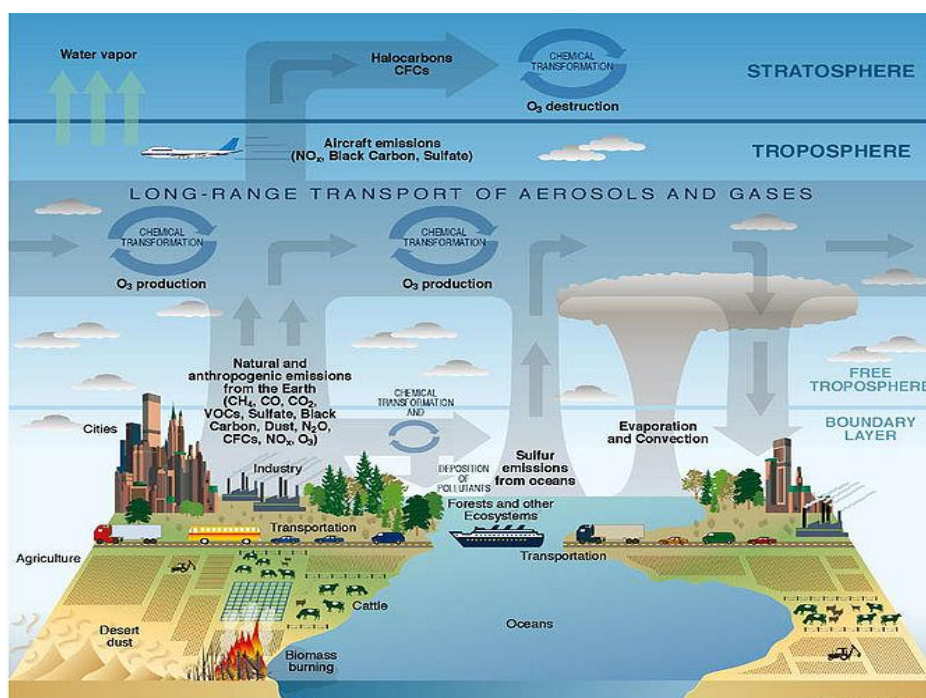 Water vapor
Halocarbons
CFCs
CHEMICAL
TRANSFORMATION
O₃ destruction
STRATOSPHERE
Aircraft emissions
(NOₓ, Black Carbon, Sulfate)
TROPOSPHERE
LONG-RANGE TRANSPORT OF AEROSOLS AND GASES
CHEMICAL
TRANSFORMATION
O₃ production
CHEMICAL
TRANSFORMATION
O₃ production
Natural and
anthropogenic emissions
from the Earth
(CH₄, CO, CO₂,
VOCs, Sulfate, Black
Carbon, Dust, N₂O,
CFCs, NOₓ, O₃)
CHEMICAL
TRANSFORMATION
AND
FREE
TROPOSPHERE
BOUNDARY
LAYER
Cities
Industry
DEPOSITION
OF
POLLUTANTS
Sulfur
emissions
from oceans
Evaporation
and Convection
Forests and other
Ecosystems
Transportation
Transportation
Agriculture
Cattle
Oceans
Desert
dust
Biomass
burning